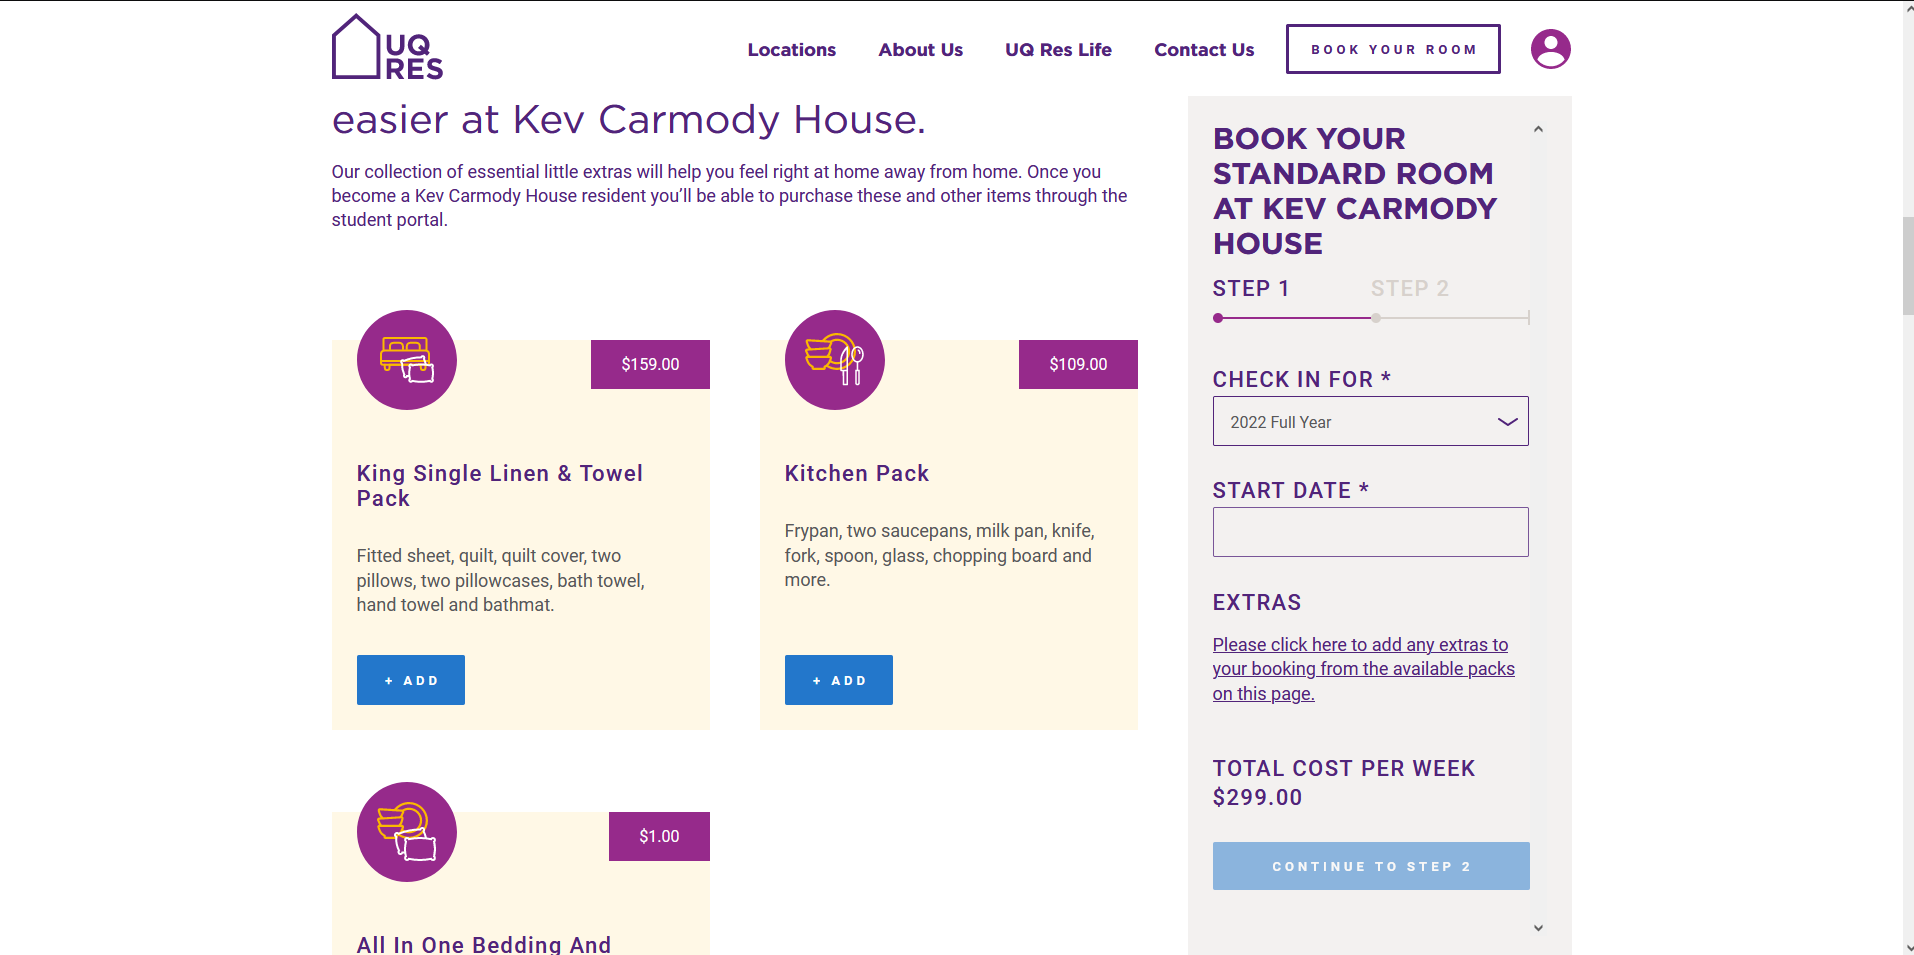 UQ
RES
Locations
About Us
UQ Res Life
Contact Us
BOOK YOUR ROOM
easier at Kev Carmody House.
Our collection of essential little extras will help you feel right at home away from home. Once you
become a Kev Carmody House resident you’ll be able to purchase these and other items through the
student portal.
$159.00
King Single Linen & Towel
Pack
Fitted sheet, quilt, quilt cover, two
pillows, two pillowcases, bath towel,
hand towel and bathmat.
+ ADD
$109.00
Kitchen Pack
Frypan, two saucepans, milk pan, knife,
fork, spoon, glass, chopping board and
more.
+ ADD
$1.00
All In One Bedding And
BOOK YOUR
STANDARD ROOM
AT KEV CARMODY
HOUSE
STEP 1
STEP 2
CHECK IN FOR *
2022 Full Year
START DATE *
EXTRAS
Please click here to add any extras to
your booking from the available packs
on this page.
TOTAL COST PER WEEK
$299.00
CONTINUE TO STEP 2